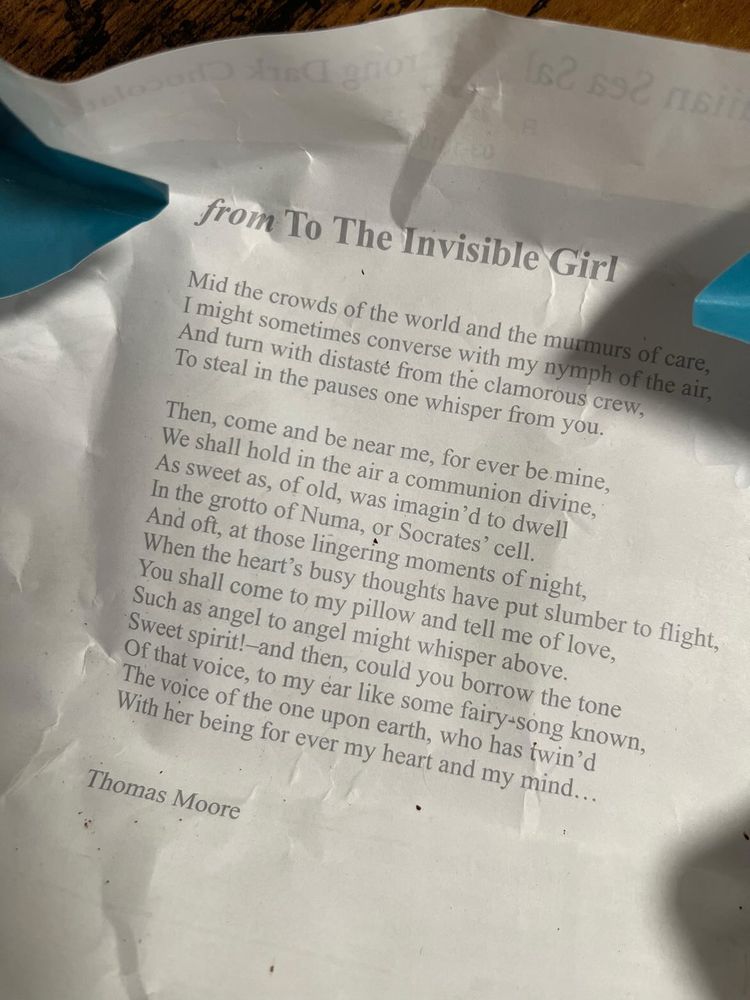 from To The Invisible Girl
Mid the crowds of the world and the murmurs of care,
I might sometimes converse with my nymph of the air,
And turn with distaste from the clamorous crew,
To steal in the pauses one whisper from you.
Then, come and be near me, for ever be mine,
We shall hold in the air a communion divine,
As sweet as, of old, was imagin’d to dwell
In the grotto of Numa, or Socrates’ cell.
And oft, at those lingering moments of night,
When the heart’s busy thoughts have put slumber to flight,
You shall come to my pillow and tell me of love,
Such as angel to angel might whisper above.
Sweet spirit!–and then, could you borrow the tone
Of that voice, to my ear like some fairy-song known,
The voice of the one upon earth, who has twin’d
With her being for ever my heart and my mind…
Thomas Moore